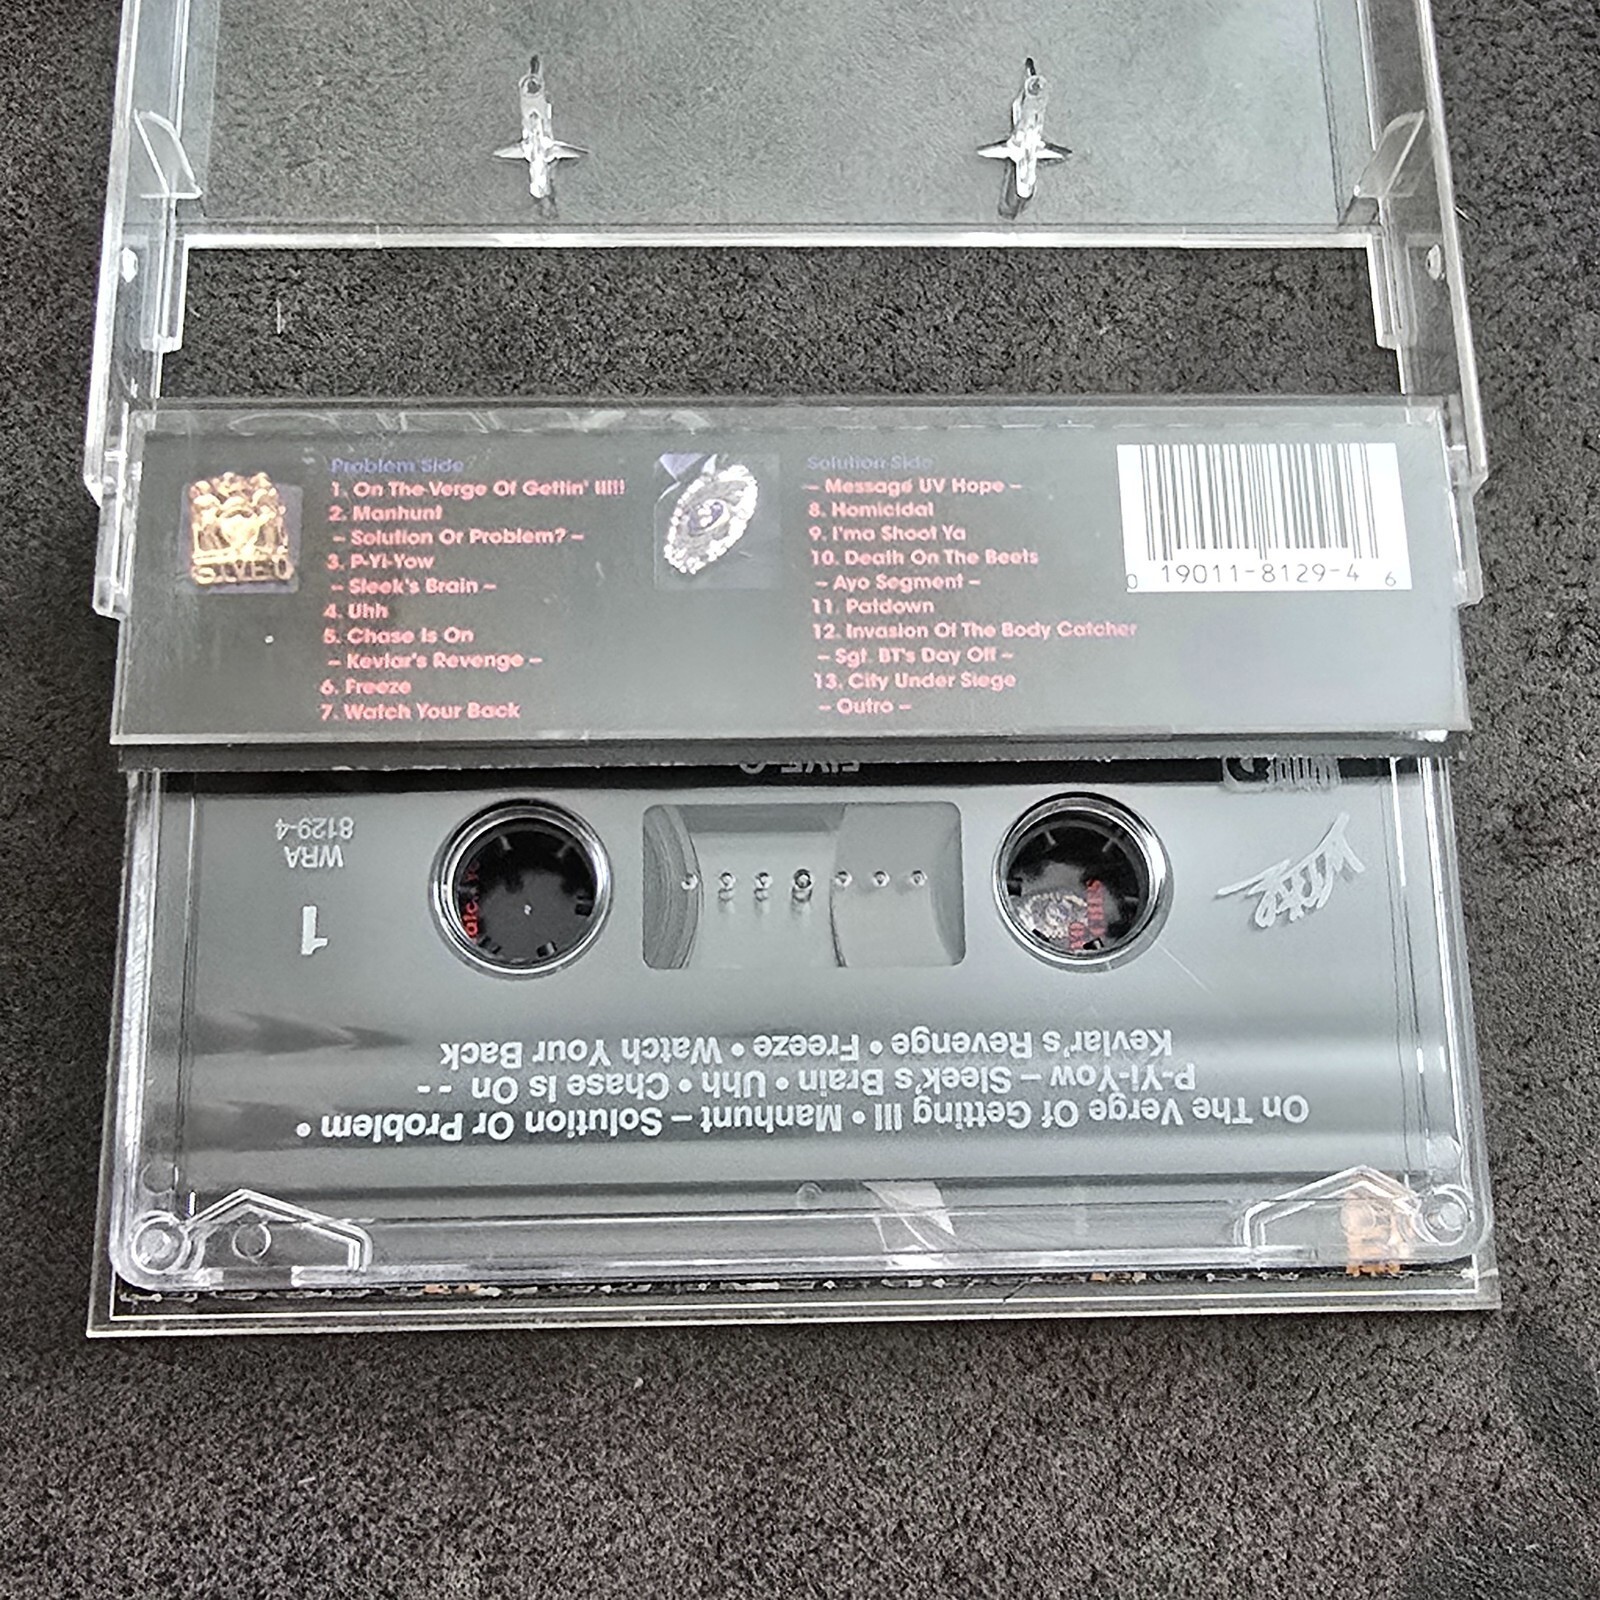 Problem Side
1. On The Verge Of Gettin' Ill!!
2. Manhunt
– Solution Or Problem? –
3. P-Yi-Yow
– Sleek's Brain –
4. Uhh
5. Chase Is On
– Kevlar's Revenge –
6. Freeze
7. Watch Your Back
Solution Side
– Message UV Hope –
8. Homicidal
9. I'ma Shoot Ya
10. Death On The Beets
– Ayo Segment –
11. Patdown
12. Invasion Of The Body Catcher
– Sgt. BT's Day Off –
13. City Under Siege
– Outro –
0 19011-8129-4 6
FIVE-O
WRA
8129-4
1
On The Verge Of Getting Ill • Manhunt – Solution Or Problem •
P-Yi-Yow – Sleek's Brain • Uhh • Chase Is On - -
Kevlar's Revenge • Freeze • Watch Your Back